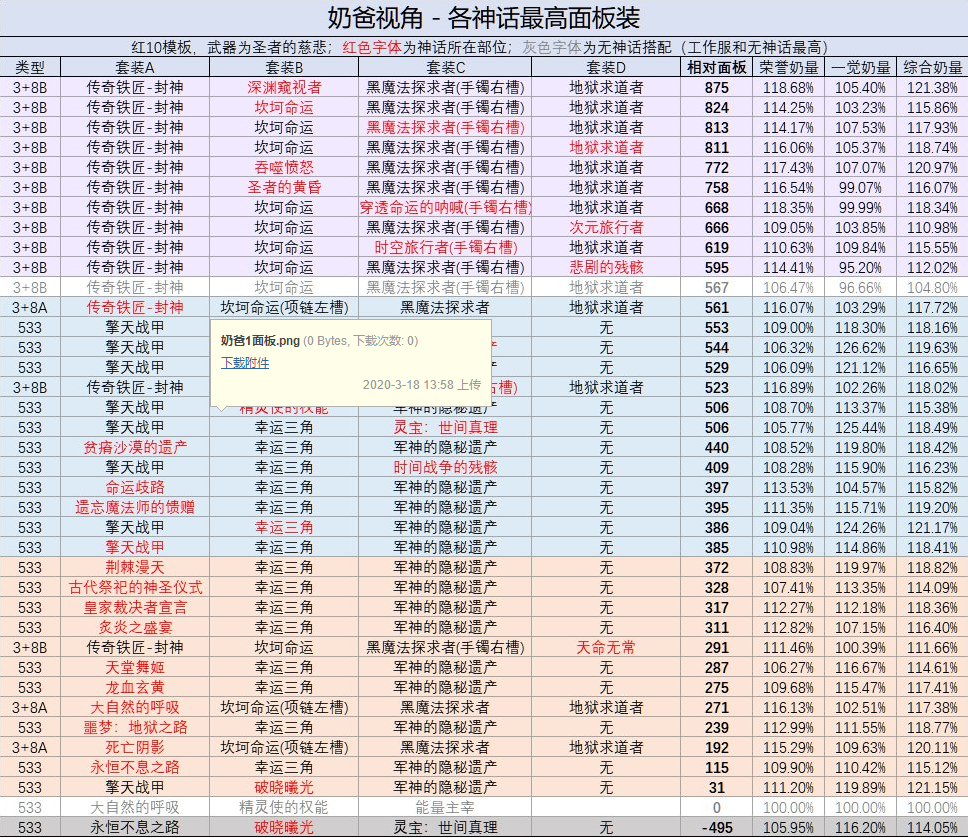 奶爸视角 - 各神话最高面板装
红10模板，武器为圣者的慈悲；红色字体为神话所在部位；灰色字体为无神话搭配（工作服和无神话最高）
类型 套装A 套装B 套装C 套装D 相对面板 荣誉奶量 一觉奶量 综合奶量
3+8B 传奇铁匠-封神 深渊窥视者 黑魔法探求者(手镯右槽) 地狱求道者 875 118.68% 105.40% 121.38%
3+8B 传奇铁匠-封神 坎坷命运 黑魔法探求者(手镯右槽) 地狱求道者 824 114.25% 103.23% 115.86%
3+8B 传奇铁匠-封神 坎坷命运 黑魔法探求者(手镯右槽) 地狱求道者 813 114.17% 107.53% 117.93%
3+8B 传奇铁匠-封神 坎坷命运 黑魔法探求者(手镯右槽) 地狱求道者 811 116.06% 105.37% 118.74%
3+8B 传奇铁匠-封神 吞噬愤怒 黑魔法探求者(手镯右槽) 地狱求道者 772 117.43% 107.07% 120.97%
3+8B 传奇铁匠-封神 圣者的黄昏 黑魔法探求者(手镯右槽) 地狱求道者 758 116.54% 99.07% 116.07%
3+8B 传奇铁匠-封神 坎坷命运 穿透命运的呐喊(手镯右槽) 地狱求道者 668 118.35% 99.99% 118.34%
3+8B 传奇铁匠-封神 坎坷命运 黑魔法探求者(手镯右槽) 次元旅行者 666 109.05% 103.85% 110.98%
3+8B 传奇铁匠-封神 坎坷命运 时空旅行者(手镯右槽) 地狱求道者 619 110.63% 109.84% 115.55%
3+8B 传奇铁匠-封神 坎坷命运 黑魔法探求者(手镯右槽) 悲剧的残骸 595 114.41% 95.20% 112.02%
3+8B 传奇铁匠-封神 坎坷命运 黑魔法探求者(手镯右槽) 地狱求道者 567 106.47% 96.66% 104.80%
3+8A 传奇铁匠-封神 坎坷命运(项链左槽) 黑魔法探求者 地狱求道者 561 116.07% 103.29% 117.72%
533 擎天战甲 无 553 109.00% 118.30% 118.16%
奶爸1面板.png (0 Bytes, 下载次数: 0)
533 擎天战甲 无 544 106.32% 126.62% 119.63%
下载附件
533 擎天战甲 无 529 106.09% 121.12% 116.65%
2020-3-18 13:58 上传
3+8B 传奇铁匠-封神 右槽) 地狱求道者 523 116.89% 102.26% 118.02%
533 擎天战甲 精灵使的权能 军神的隐秘遗产 无 506 108.70% 113.37% 115.38%
533 擎天战甲 幸运三角 灵宝：世间真理 无 506 105.77% 125.44% 118.49%
533 贫瘠沙漠的遗产 幸运三角 军神的隐秘遗产 无 440 108.52% 119.80% 118.42%
533 擎天战甲 幸运三角 时间战争的残骸 无 409 108.28% 115.90% 116.23%
533 命运歧路 幸运三角 军神的隐秘遗产 无 397 113.53% 104.57% 115.82%
533 遗忘魔法师的馈赠 幸运三角 军神的隐秘遗产 无 395 111.35% 115.71% 119.20%
533 擎天战甲 幸运三角 军神的隐秘遗产 无 386 109.04% 124.26% 121.17%
533 擎天战甲 幸运三角 军神的隐秘遗产 无 385 110.98% 114.86% 118.41%
533 荆棘漫天 幸运三角 军神的隐秘遗产 无 372 108.83% 119.97% 118.82%
533 古代祭祀的神圣仪式 幸运三角 军神的隐秘遗产 无 328 107.41% 113.35% 114.09%
533 皇家裁决者宣言 幸运三角 军神的隐秘遗产 无 317 112.27% 112.18% 118.36%
533 炙炎之盛宴 幸运三角 军神的隐秘遗产 无 311 112.82% 107.15% 116.40%
3+8B 传奇铁匠-封神 坎坷命运 黑魔法探求者(手镯右槽) 天命无常 291 111.46% 100.39% 111.66%
533 天堂舞姬 幸运三角 军神的隐秘遗产 无 287 106.27% 116.67% 114.61%
533 龙血玄黄 幸运三角 军神的隐秘遗产 无 275 109.68% 115.47% 117.41%
3+8A 大自然的呼吸 坎坷命运(项链左槽) 黑魔法探求者 地狱求道者 271 116.13% 102.51% 117.38%
533 噩梦：地狱之路 幸运三角 军神的隐秘遗产 无 239 112.99% 111.55% 118.77%
3+8A 死亡阴影 坎坷命运(项链左槽) 黑魔法探求者 地狱求道者 192 115.29% 109.63% 120.11%
533 永恒不息之路 幸运三角 军神的隐秘遗产 无 115 109.90% 110.42% 115.12%
533 擎天战甲 破晓曦光 军神的隐秘遗产 无 31 111.20% 119.89% 121.15%
533 大自然的呼吸 精灵使的权能 能量主宰 0 100.00% 100.00% 100.00%
533 永恒不息之路 破晓曦光 灵宝：世间真理 无 -495 105.95% 116.20% 114.05%